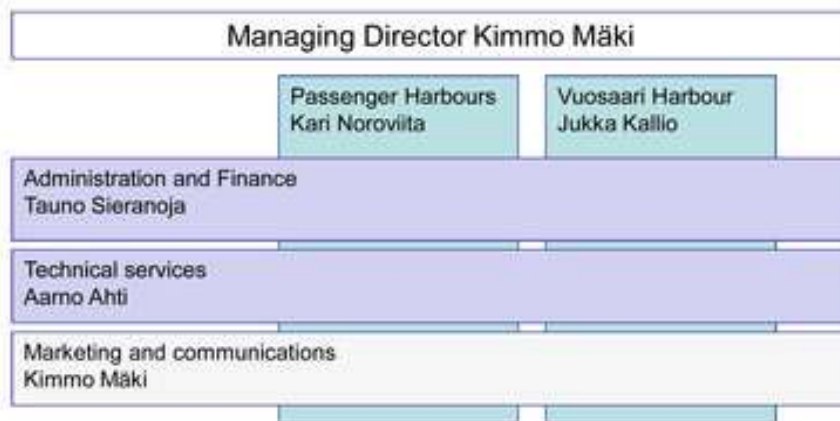 Managing Director Kimmo Mäki
Passenger Harbours
Kari Noroviita
Vuosaari Harbour
Jukka Kallio
Administration and Finance
Tauno Sieranoja
Technical services
Aarno Ahti
Marketing and communications
Kimmo Mäki